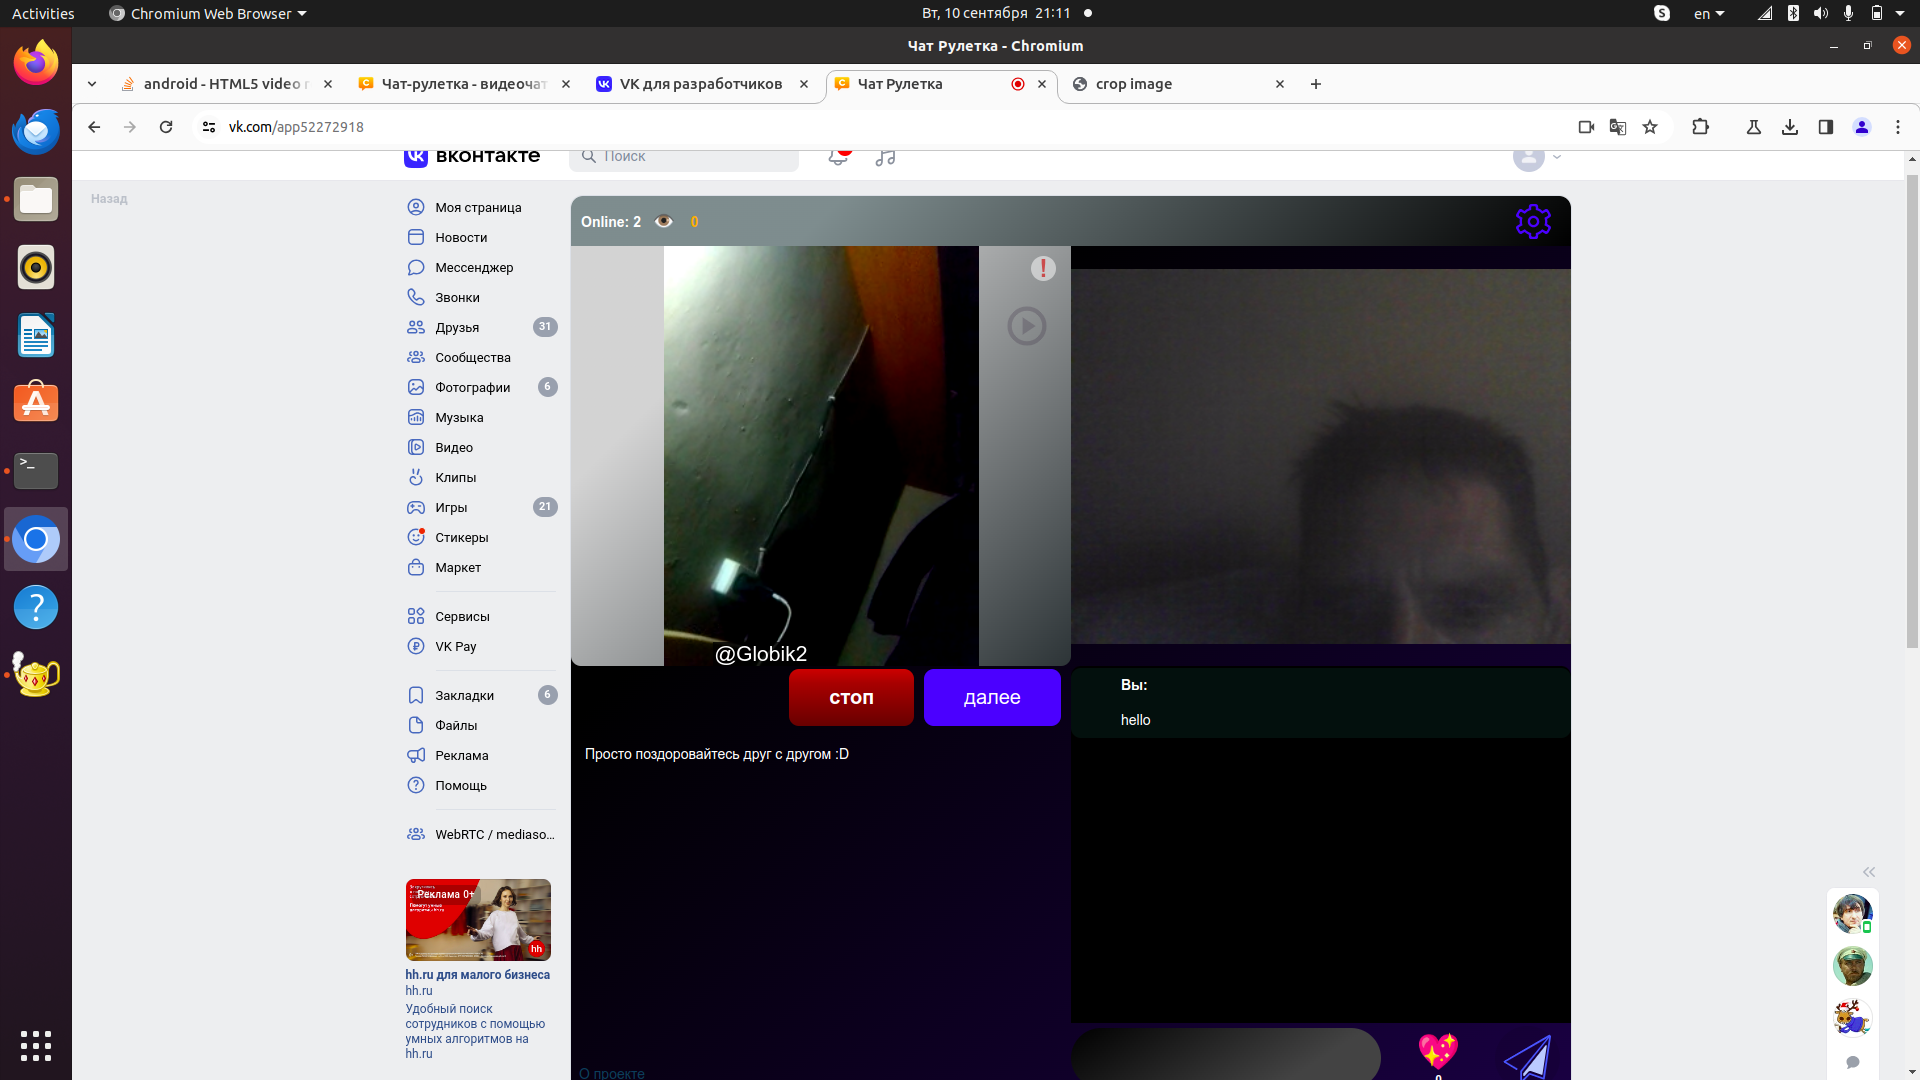 Activities
Chromium Web Browser
Вт, 10 сентября 21:11
en
Чат Рулетка - Chromium
android - HTML5 video
Чат-рулетка - видеочат
VK для разработчиков
Чат Рулетка
crop image
vk.com/app52272918
вконтакте
Поиск
Назад
Моя страница
Новости
Мессенджер
Звонки
Друзья 31
Сообщества
Фотографии 6
Музыка
Видео
Клипы
Игры 21
Стикеры
Маркет
Сервисы
VK Pay
Закладки 6
Файлы
Реклама
Помощь
WebRTC / mediaso...
Реклама 0+
hh
hh.ru для малого бизнеса
hh.ru
Удобный поиск
сотрудников с помощью
умных алгоритмов на
hh.ru
Online: 2 0
@Globik2
стоп
далее
Просто поздоровайтесь друг с другом :D
О проекте
Вы:
hello